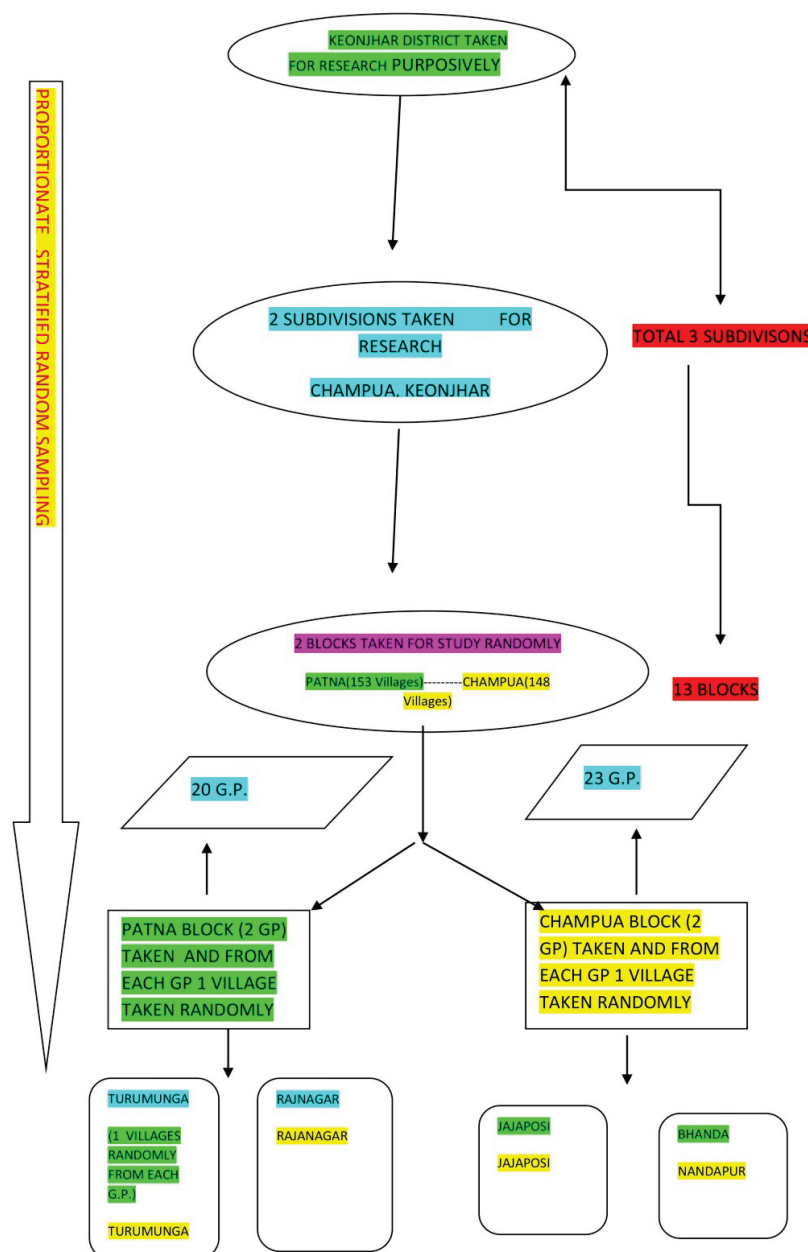 KEONJHAR DISTRICT TAKEN
FOR RESEARCH PURPOSIVELY
PROPORTIONATE STRATIFIED RANDOM SAMPLING
2 SUBDIVISIONS TAKEN FOR
RESEARCH
CHAMPUA, KEONJHAR
TOTAL 3 SUBDIVISONS
2 BLOCKS TAKEN FOR STUDY RANDOMLY
PATNA(153 Villages)----------CHAMPUA(148
Villages)
13 BLOCKS
20 G.P.
23 G.P.
PATNA BLOCK (2 GP)
TAKEN AND FROM
EACH GP 1 VILLAGE
TAKEN RANDOMLY
CHAMPUA BLOCK (2
GP) TAKEN AND FROM
EACH GP 1 VILLAGE
TAKEN RANDOMLY
TURUMUNGA
(1 VILLAGES
RANDOMLY
FROM EACH
G.P.)
TURUMUNGA
RAJNAGAR
RAJANAGAR
JAJAPOSI
JAJAPOSI
BHANDA
NANDAPUR